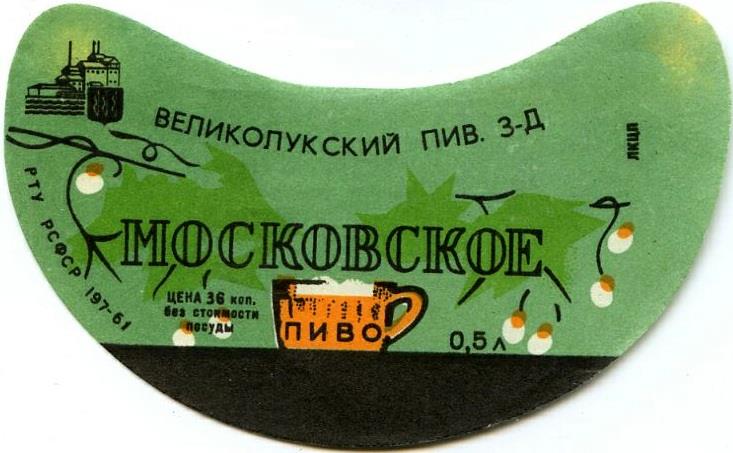 ВЕЛИКОЛУКСКИЙ ПИВ. З-Д
ЛКЦП
РТУ РСФСР 197-61
МОСКОВСКОЕ
ЦЕНА 36 коп.
без стоимости
посуды
ПИВО
0,5 л